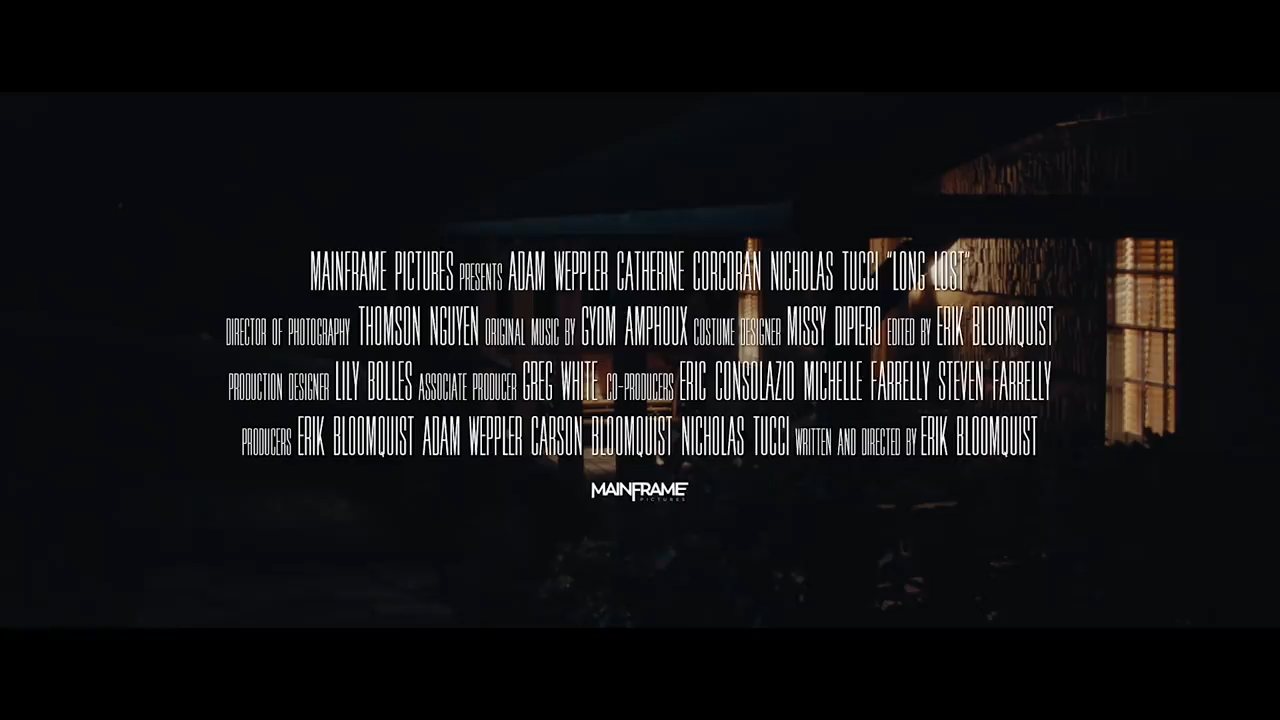 MAINFRAME PICTURES PRESENTS ADAM WEPPLER CATHERINE CORCORAN NICHOLAS TUCCI "LONG LOST"
DIRECTOR OF PHOTOGRAPHY THOMSON NGUYEN ORIGINAL MUSIC BY GYOM AMPHOUX COSTUME DESIGNER MISSY DIPIERO EDITED BY ERIK BLOOMQUIST
PRODUCTION DESIGNER LILY BOLLES ASSOCIATE PRODUCER GREG WHITE CO-PRODUCERS ERIC CONSOLAZIO MICHELLE FARRELLY STEVEN FARRELLY
PRODUCERS ERIK BLOOMQUIST ADAM WEPPLER CARSON BLOOMQUIST NICHOLAS TUCCI WRITTEN AND DIRECTED BY ERIK BLOOMQUIST
MAINFRAME
PICTURES